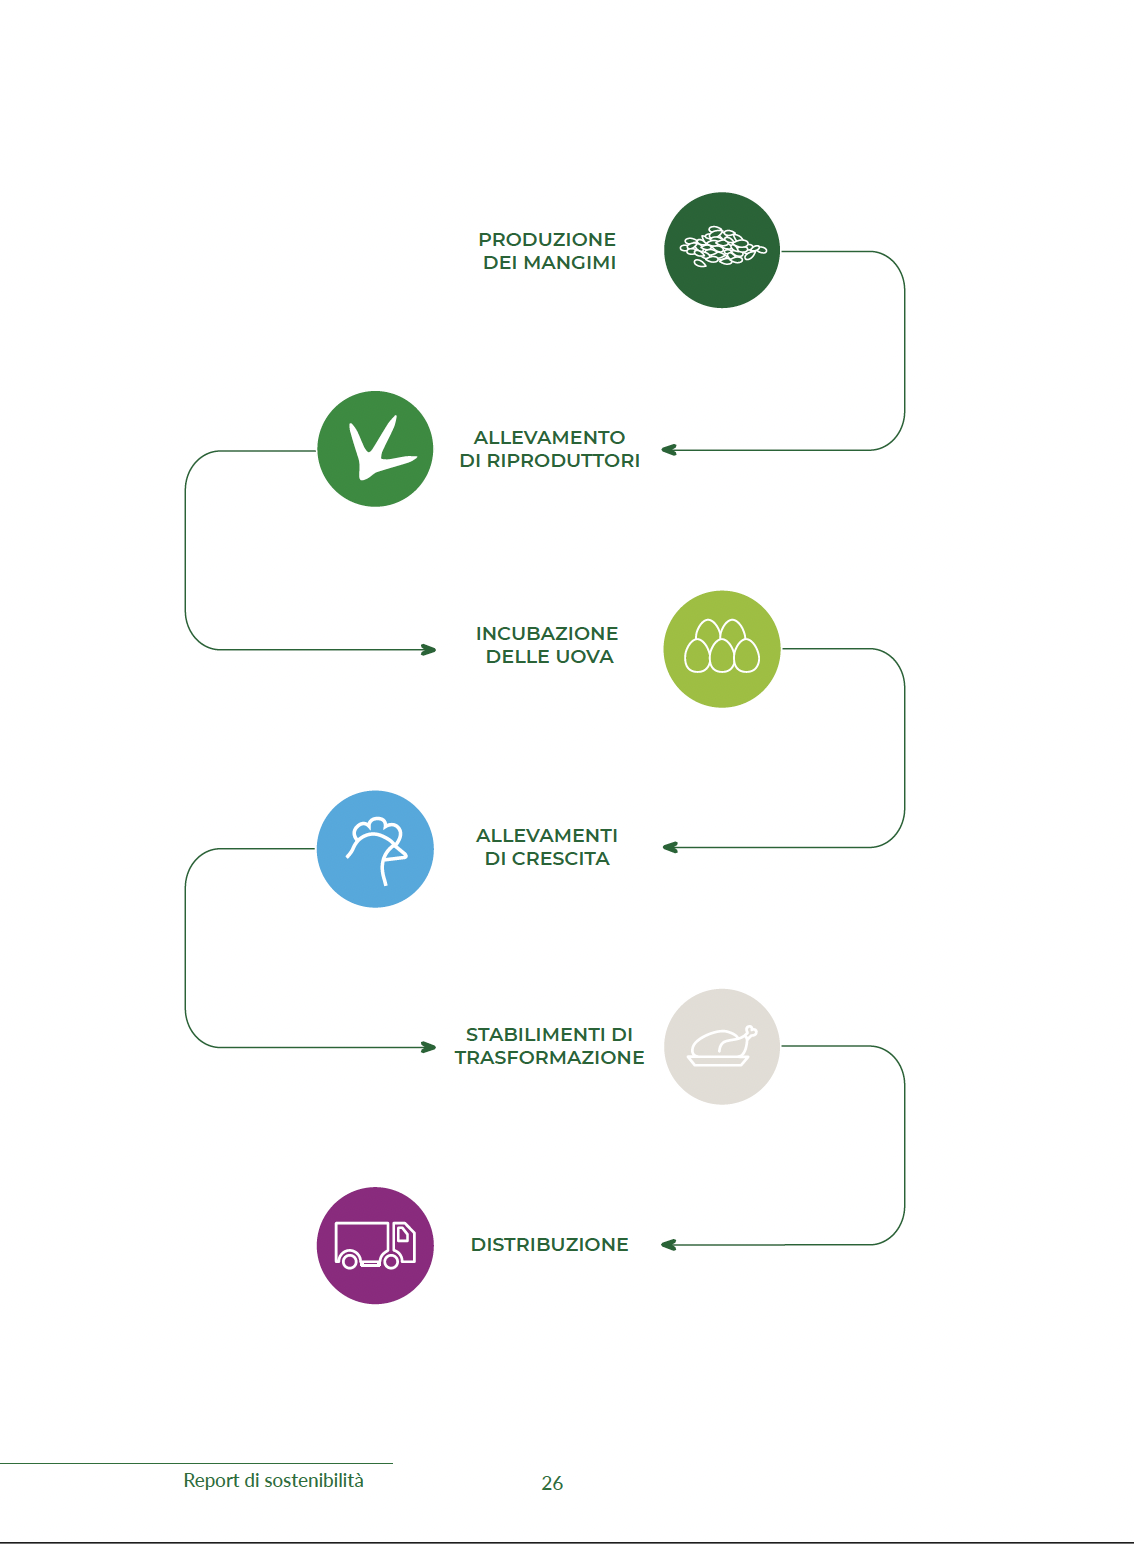 PRODUZIONE
DEI MANGIMI
ALLEVAMENTO
DI RIPRODUTTORI
INCUBAZIONE
DELLE UOVA
ALLEVAMENTI
DI CRESCITA
STABILIMENTI DI
TRASFORMAZIONE
DISTRIBUZIONE
Report di sostenibilità
26